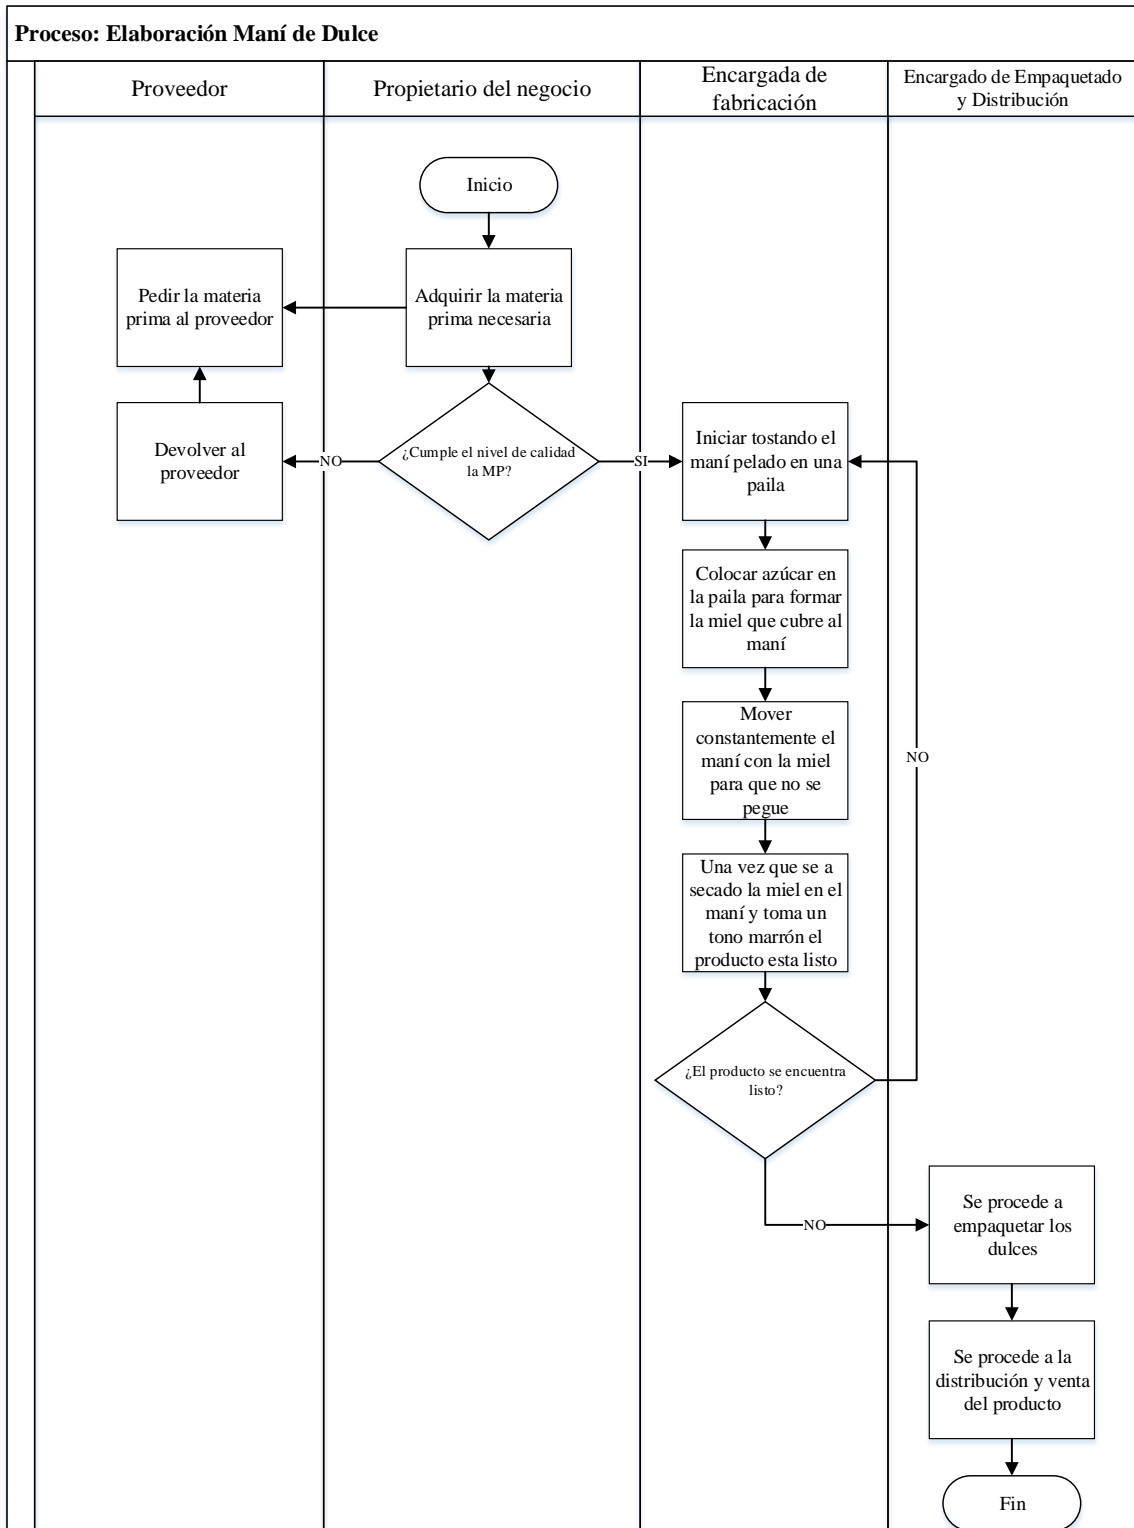 Proceso: Elaboración Maní de Dulce
Proveedor
Propietario del negocio
Encargada de
fabricación
Encargado de Empaquetado
y Distribución
Inicio
Pedir la materia
prima al proveedor
Adquirir la materia
prima necesaria
Devolver al
proveedor
NO
¿Cumple el nivel de calidad
la MP?
SI
Iniciar tostando el
maní pelado en una
paila
Colocar azúcar en
la paila para formar
la miel que cubre al
maní
Mover
constantemente el
maní con la miel
para que no se
pegue
NO
Una vez que se a
secado la miel en el
maní y toma un
tono marrón el
producto esta listo
¿El producto se encuentra
listo?
NO
Se procede a
empaquetar los
dulces
Se procede a la
distribución y venta
del producto
Fin